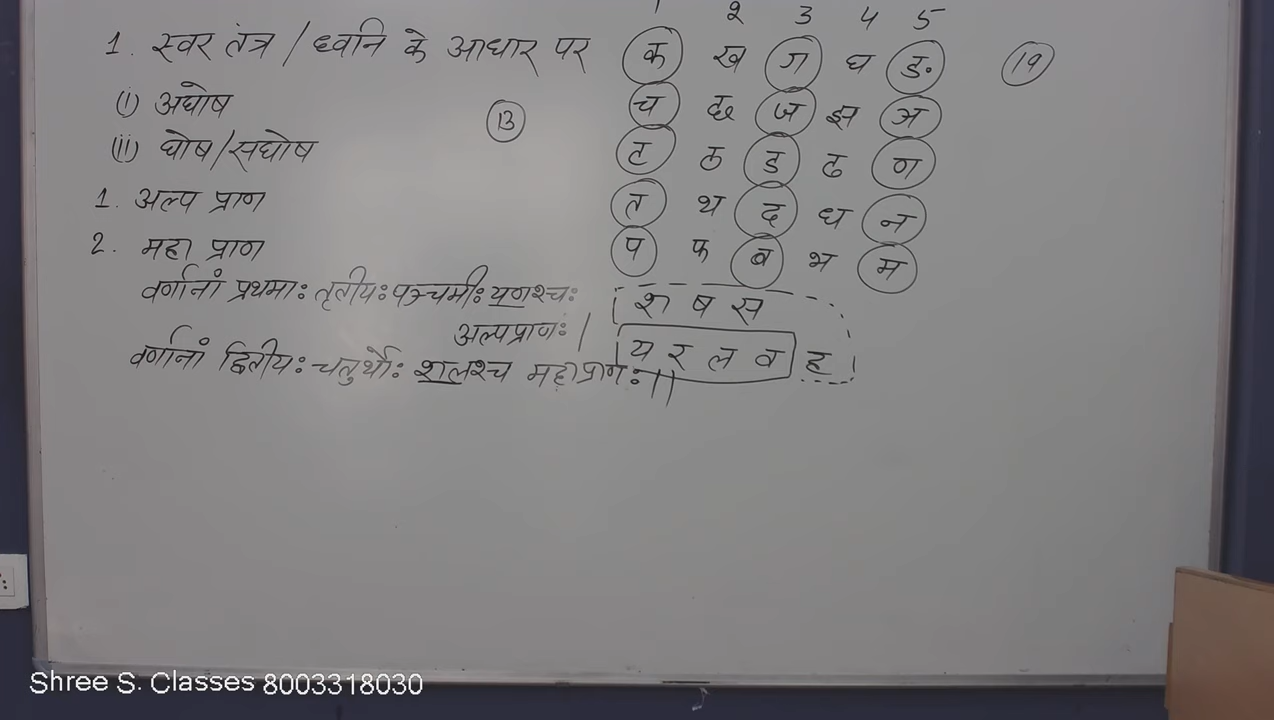 1 2 3 4 5
1. स्वर तंत्र / ध्वनि के आधार पर
(i) अघोष
(ii) घोष/सघोष
13
1. अल्प प्राण
2. महा प्राण
वर्गानां प्रथमाः तृतीयः पञ्चमीः यणश्चः
अल्पप्राणः।
वर्गानां द्वितीयः चतुर्थोः शलश्च महाप्राणः॥
क ख ग घ ङ
च छ ज झ ञ
ट ठ ड ढ ण
त थ द ध न
प फ ब भ म
श ष स
य र ल व ह
19
Shree S. Classes 8003318030